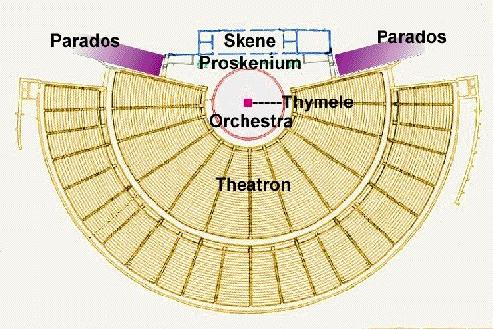 Parados
Skene
Parados
Proskenium
Thymele
Orchestra
Theatron